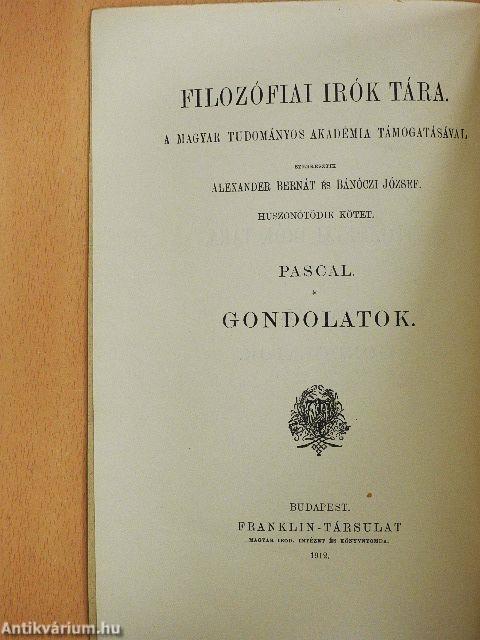 FILOZÓFIAI IRÓK TÁRA.
A MAGYAR TUDOMÁNYOS AKADÉMIA TÁMOGATÁSÁVAL
SZERKESZTIK
ALEXANDER BERNÁT ÉS BÁNÓCZI JÓZSEF.
HUSZONÖTÖDIK KÖTET.
PASCAL.
GONDOLATOK.
BUDAPEST.
FRANKLIN-TÁRSULAT
MAGYAR IROD. INTÉZET ÉS KÖNYVNYOMDA.
1912.
Antikvárium.hu